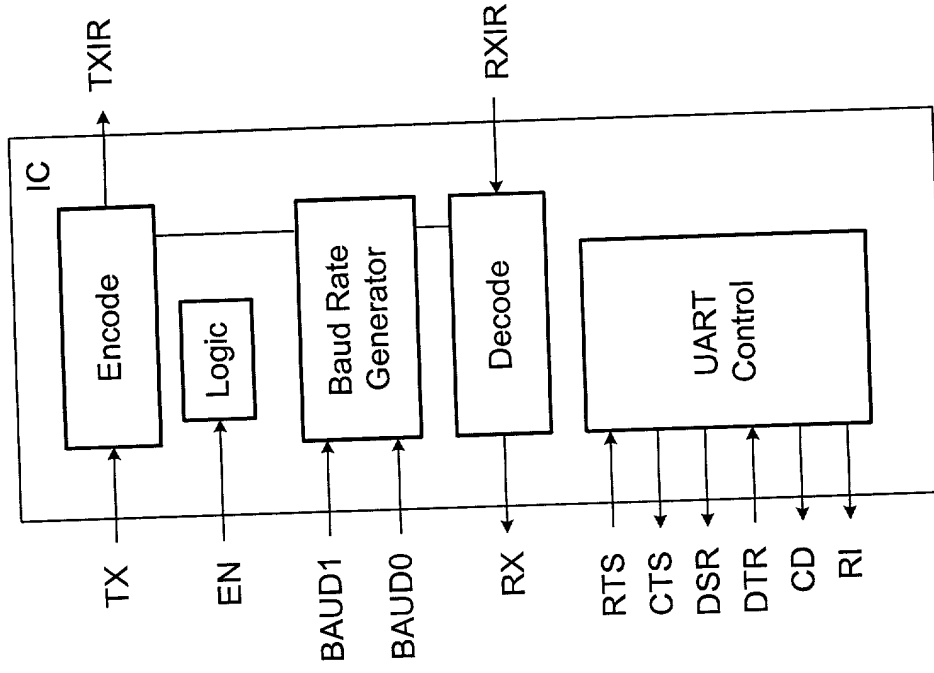 IC
TX
Encode
TXIR
EN
Logic
BAUD1
BAUD0
Baud Rate
Generator
RX
Decode
RXIR
RTS
CTS
DSR
DTR
CD
RI
UART
Control